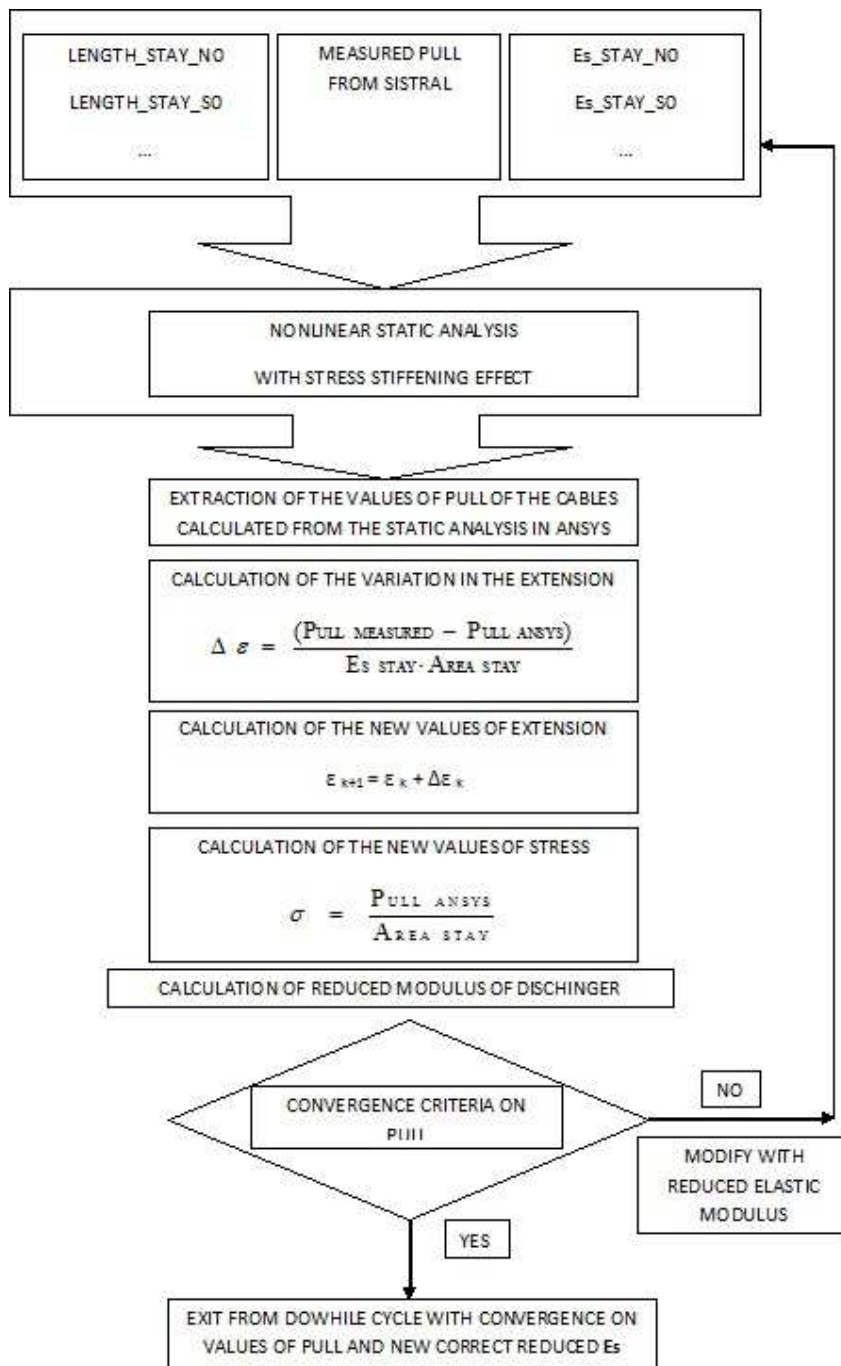 LENGTH_STAY_NO
LENGTH_STAY_SO
...
MEASURED PULL
FROM SISTRAL
Es_STAY_NO
Es_STAY_SO
...
NONLINEAR STATIC ANALYSIS
WITH STRESS STIFFENING EFFECT
EXTRACTION OF THE VALUES OF PULL OF THE CABLES
CALCULATED FROM THE STATIC ANALYSIS IN ANSYS
CALCULATION OF THE VARIATION IN THE EXTENSION
Δ ε = (PULL MEASURED – PULL ANSYS)
ES STAY · AREA STAY
CALCULATION OF THE NEW VALUES OF EXTENSION
ε k+1 = ε k + Δε k
CALCULATION OF THE NEW VALUES OF STRESS
σ = PULL ANSYS
AREA STAY
CALCULATION OF REDUCED MODULUS OF DISCHINGER
CONVERGENCE CRITERIA ON
PULL
NO
MODIFY WITH
REDUCED ELASTIC
MODULUS
YES
EXIT FROM DOWHILE CYCLE WITH CONVERGENCE ON
VALUES OF PULL AND NEW CORRECT REDUCED Es